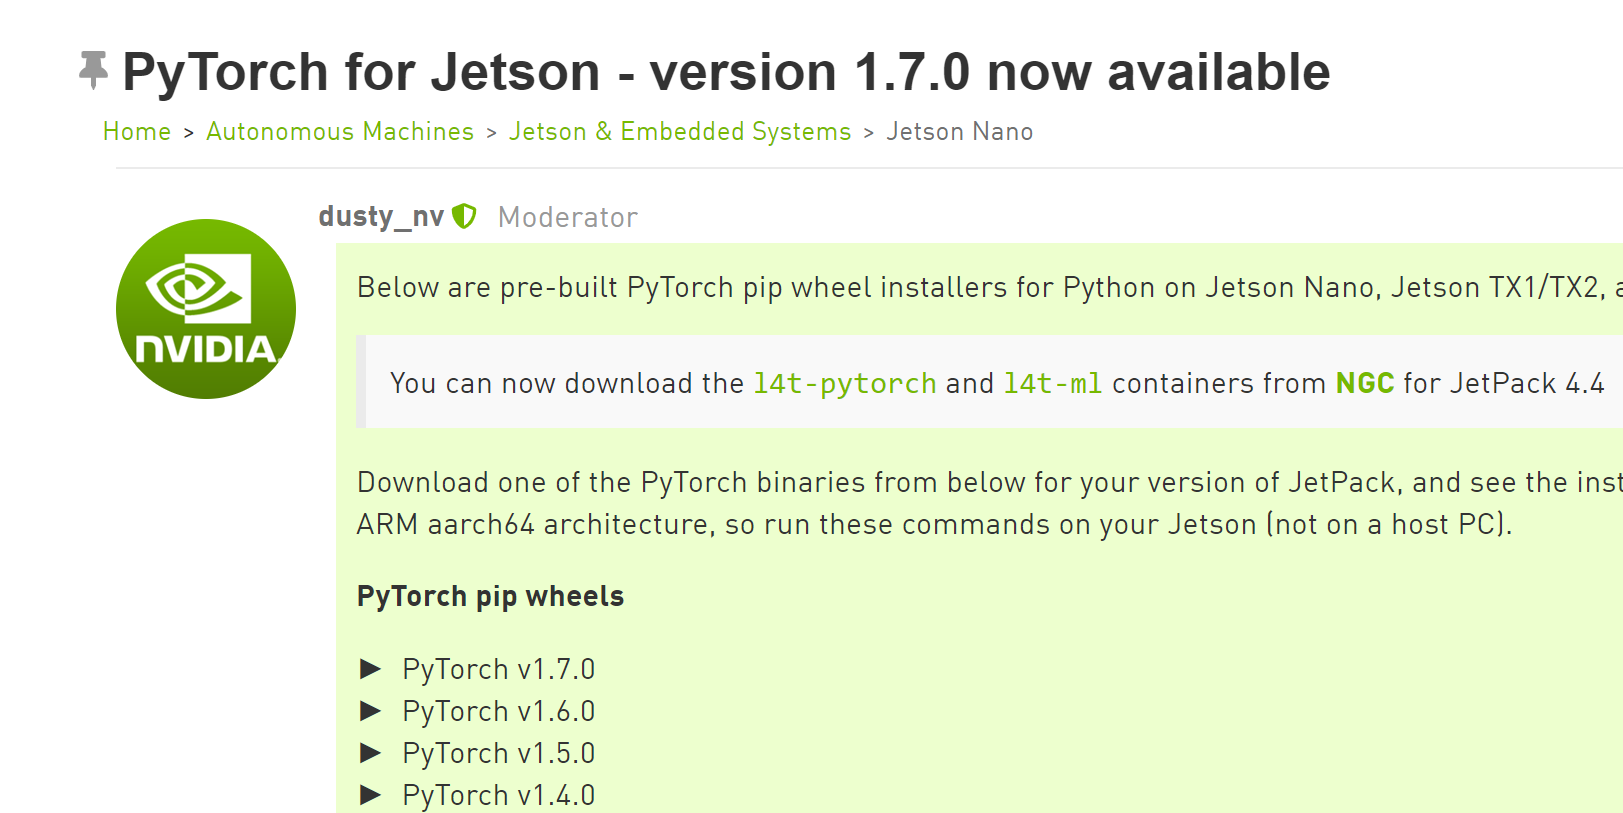 PyTorch for Jetson - version 1.7.0 now available
Home > Autonomous Machines > Jetson & Embedded Systems > Jetson Nano
dusty_nv Moderator
NVIDIA
Below are pre-built PyTorch pip wheel installers for Python on Jetson Nano, Jetson TX1/TX2,
You can now download the l4t-pytorch and l4t-ml containers from NGC for JetPack 4.4
Download one of the PyTorch binaries from below for your version of JetPack, and see the
ARM aarch64 architecture, so run these commands on your Jetson (not on a host PC).
PyTorch pip wheels
► PyTorch v1.7.0
► PyTorch v1.6.0
► PyTorch v1.5.0
► PyTorch v1.4.0